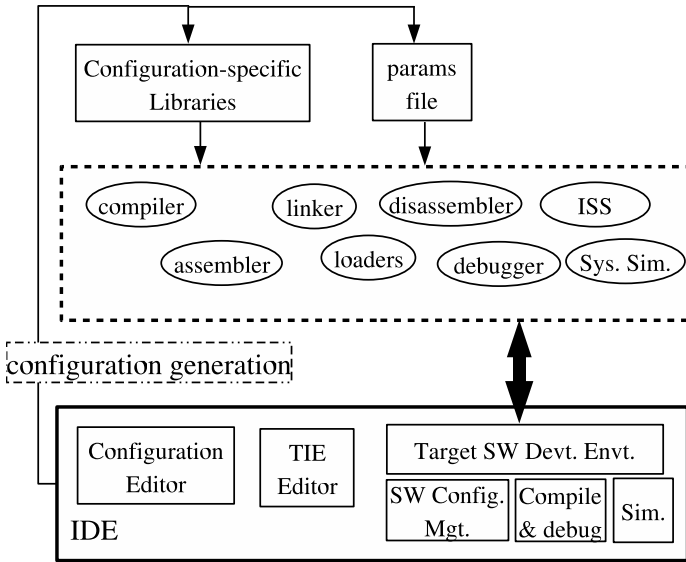 Configuration-specific
Libraries
params
file
compiler
linker
disassembler
ISS
assembler
loaders
debugger
Sys. Sim.
configuration generation
Configuration
Editor
TIE
Editor
Target SW Devt. Envt.
SW Config.
Mgt.
Compile
& debug
Sim.
IDE